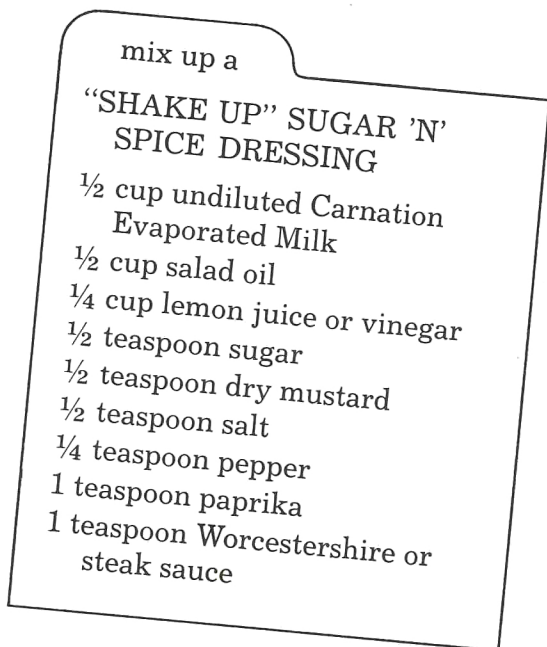 mix up a
“SHAKE UP” SUGAR ’N’
SPICE DRESSING
½ cup undiluted Carnation
Evaporated Milk
½ cup salad oil
¼ cup lemon juice or vinegar
½ teaspoon sugar
½ teaspoon dry mustard
½ teaspoon salt
¼ teaspoon pepper
1 teaspoon paprika
1 teaspoon Worcestershire or
steak sauce